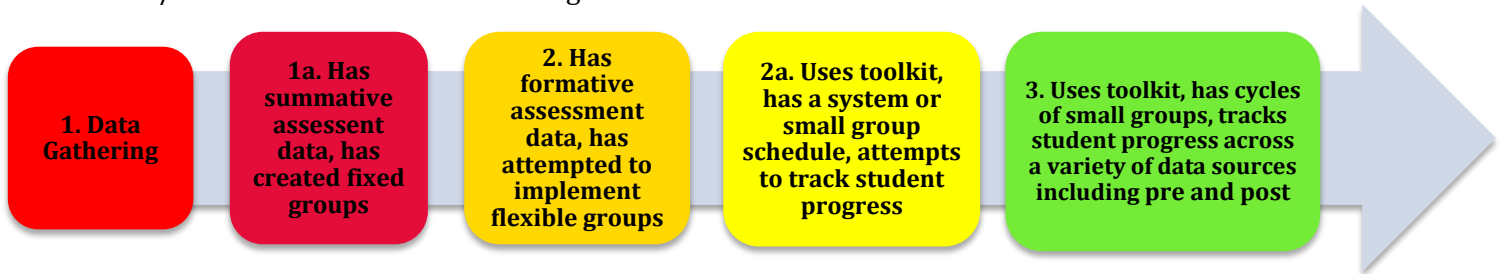 1. Data
Gathering
1a. Has
summative
assessent
data, has
created fixed
groups
2. Has
formative
assessment
data, has
attempted to
implement
flexible groups
2a. Uses toolkit,
has a system or
small group
schedule, attempts
to track student
progress
3. Uses toolkit, has cycles
of small groups, tracks
student progress across
a variety of data sources
including pre and post